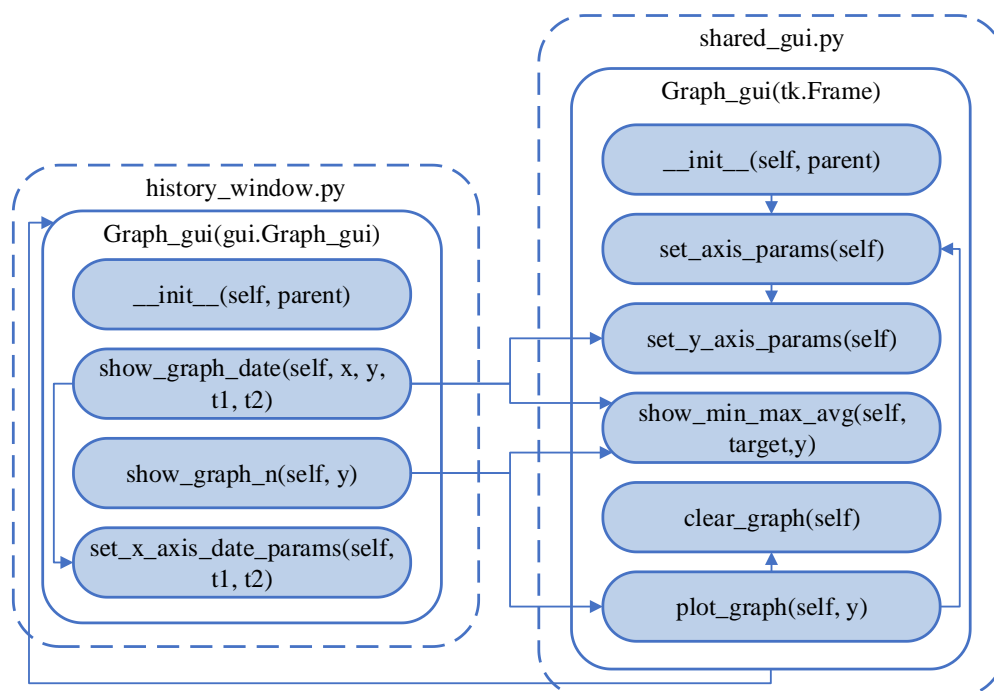 history_window.py
Graph_gui(gui.Graph_gui)
__init__(self, parent)
show_graph_date(self, x, y,
t1, t2)
show_graph_n(self, y)
set_x_axis_date_params(self,
t1, t2)
shared_gui.py
Graph_gui(tk.Frame)
__init__(self, parent)
set_axis_params(self)
set_y_axis_params(self)
show_min_max_avg(self,
target,y)
clear_graph(self)
plot_graph(self, y)